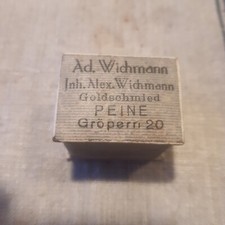 Ad. Wichmann
Inh. Alex. Wichmann
Goldschmied
PEINE
Gröpern 20